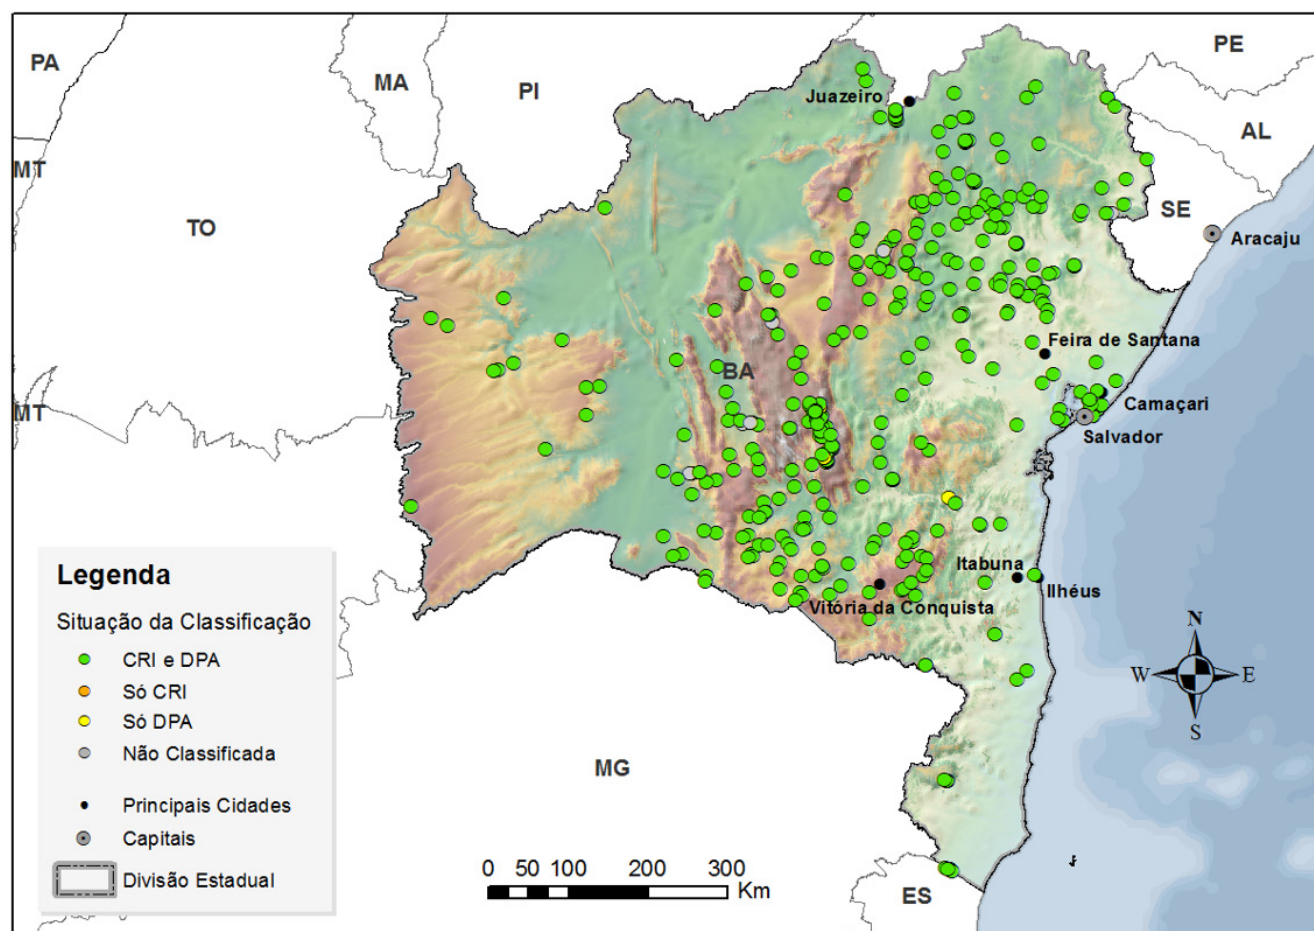 PA
MA
PI
PE
Juazeiro
AL
MT
TO
SE
Aracaju
Feira de Santana
BA
MT
Camaçari
Salvador
Legenda
Situação da Classificação
CRI e DPA
Só CRI
Só DPA
Não Classificada
Principais Cidades
Capitais
Divisão Estadual
Itabuna
Ilhéus
Vitória da Conquista
N
W
E
S
MG
0 50 100 200 300
Km
ES